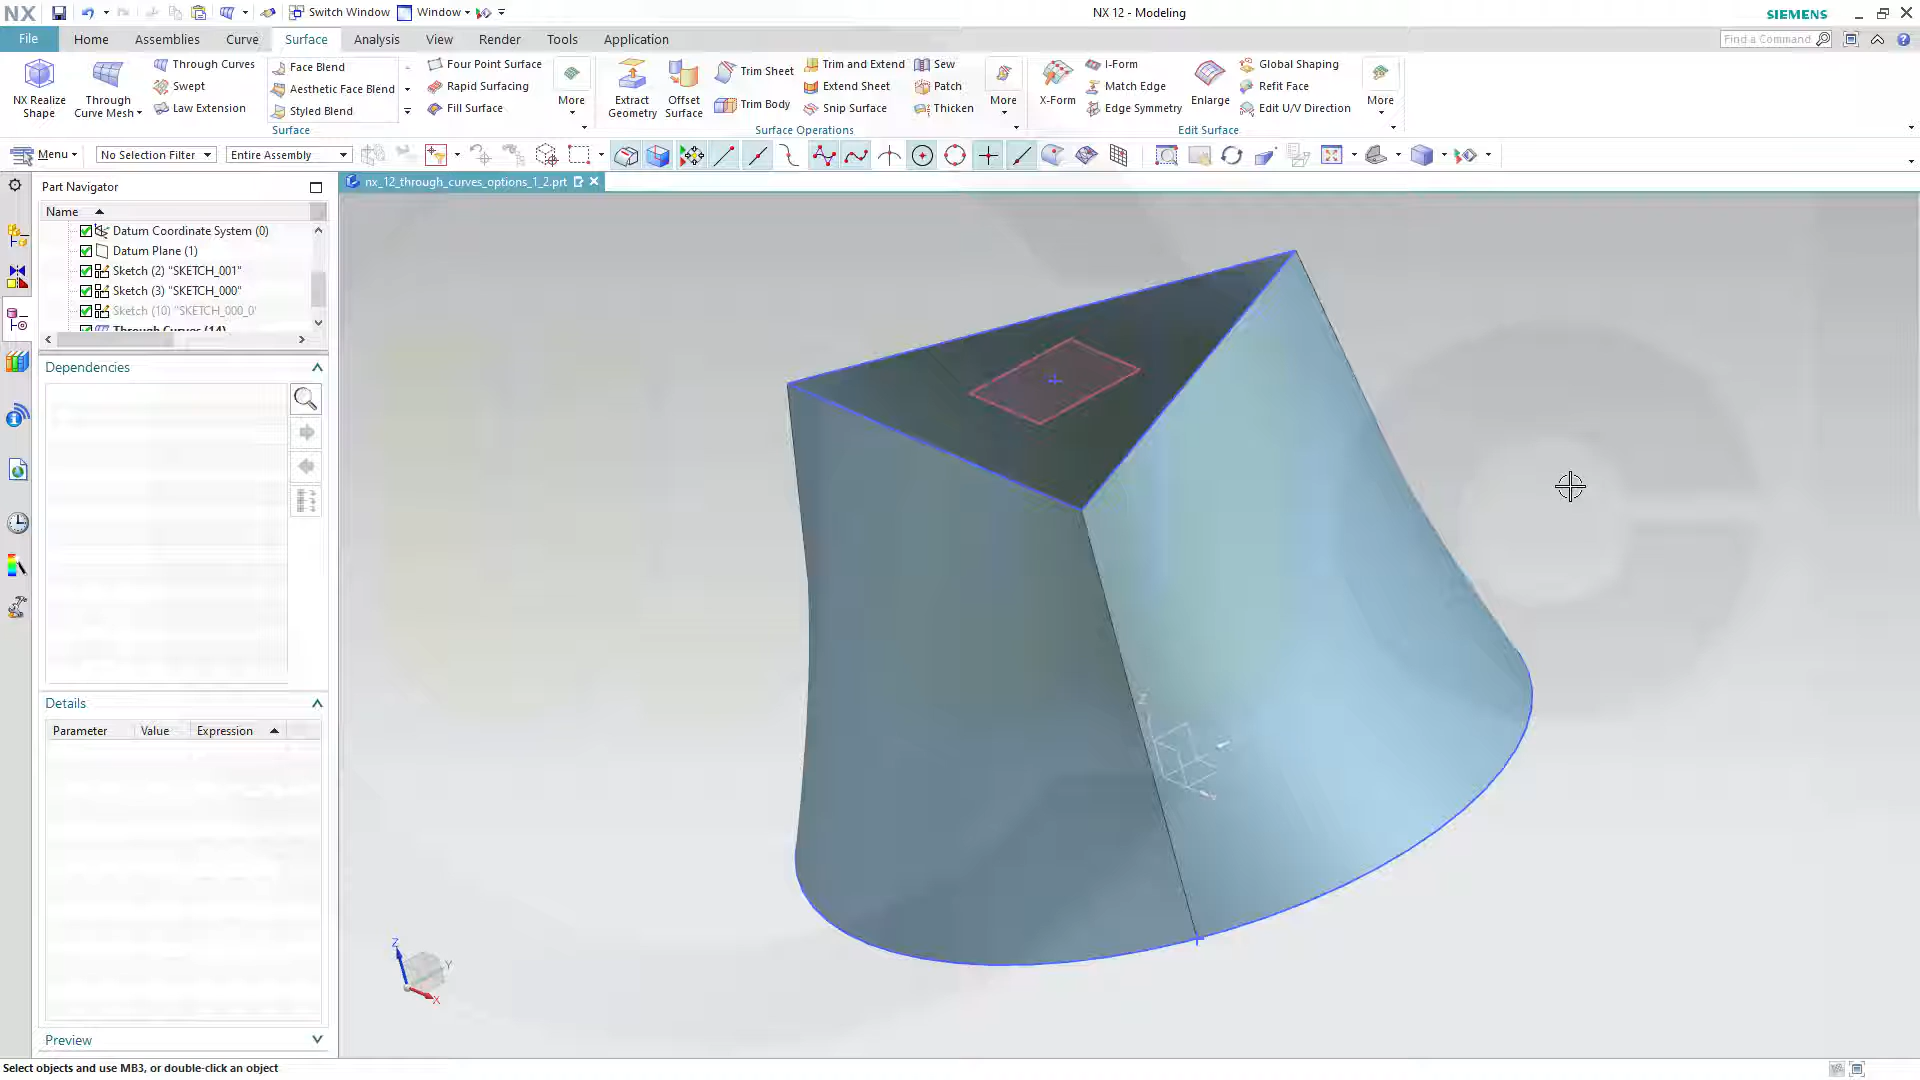 NX Switch Window Window NX 12 - Modeling SIEMENS
File Home Assemblies Curve Surface Analysis View Render Tools Application Find a Command
NX Realize Shape
Through Curve Mesh
Through Curves
Swept
Law Extension
Face Blend
Aesthetic Face Blend
Styled Blend
Four Point Surface
Rapid Surfacing
Fill Surface
More
Surface
Extract Geometry
Offset Surface
Trim Sheet
Trim Body
Trim and Extend
Extend Sheet
Snip Surface
Sew
Patch
Thicken
More
Surface Operations
X-Form
I-Form
Match Edge
Edge Symmetry
Enlarge
Global Shaping
Refit Face
Edit U/V Direction
More
Edit Surface
Menu No Selection Filter Entire Assembly
Part Navigator
nx_12_through_curves_options_1_2.prt
Name
Datum Coordinate System (0)
Datum Plane (1)
Sketch (2) "SKETCH_001"
Sketch (3) "SKETCH_000"
Sketch (10) "SKETCH_000_0"
Through Curves (14)
Dependencies
Details
Parameter Value Expression
Preview
Z
Z
Y
X
Select objects and use MB3, or double-click an object